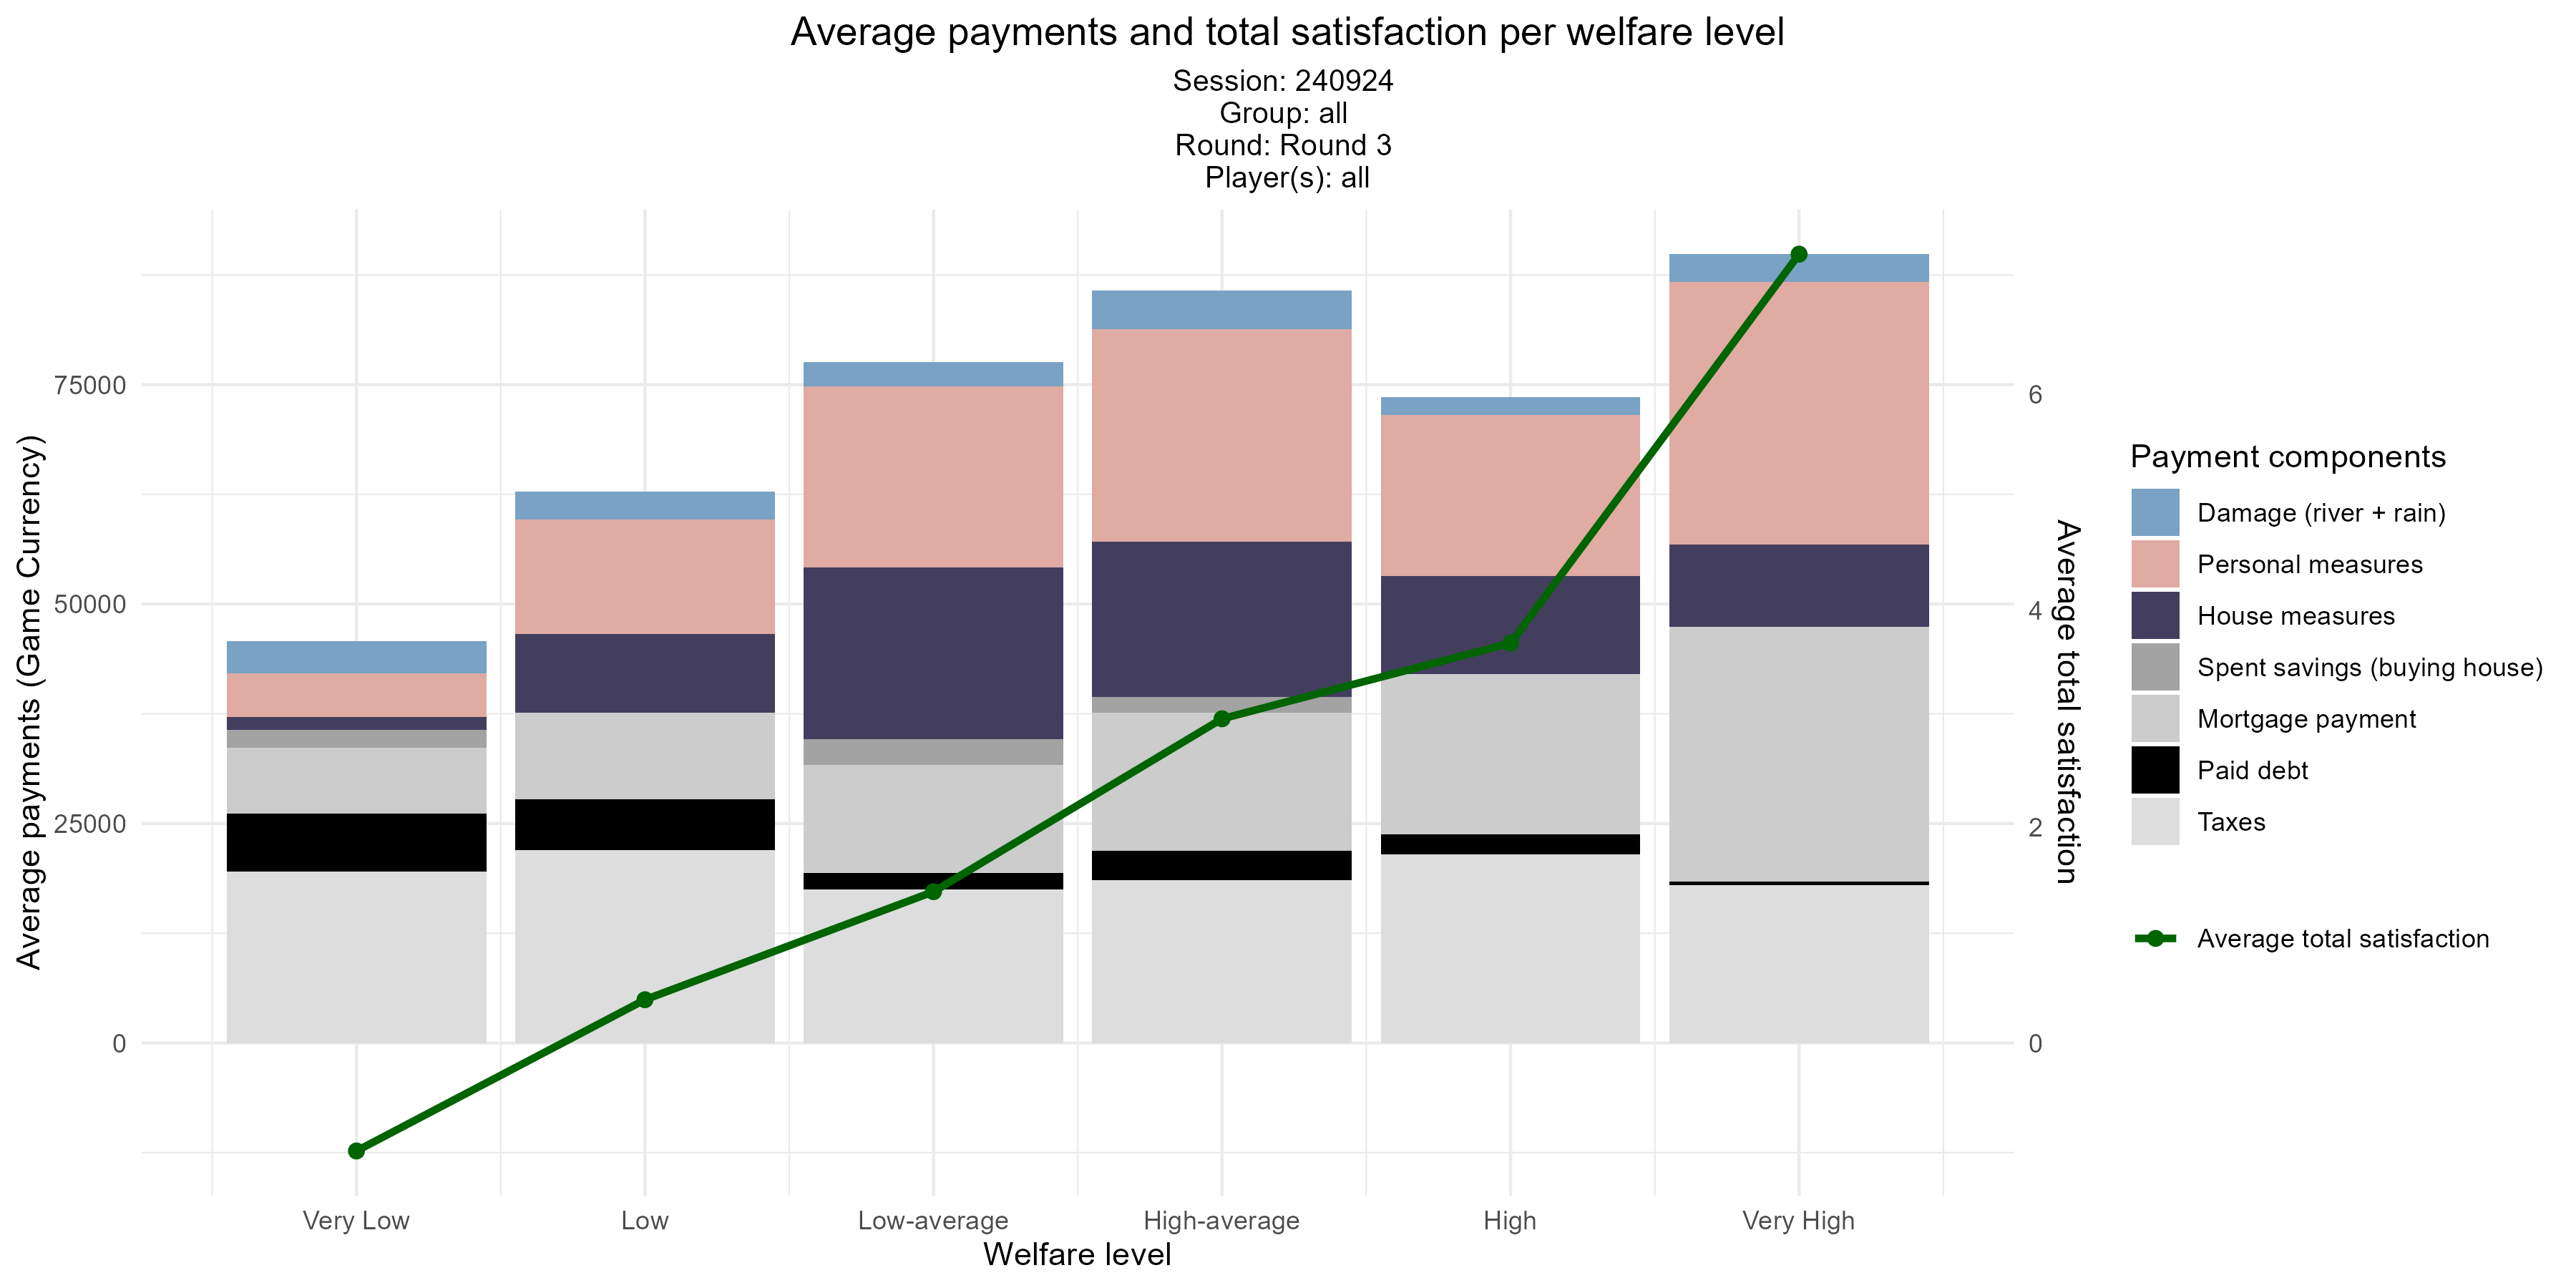 Average payments and total satisfaction per welfare level
Session: 240924
Group: all
Round: Round 3
Player(s): all
Average payments (Game Currency)
75000
50000
25000
0
6
4
2
0
Average total satisfaction
Very Low
Low
Low-average
High-average
High
Very High
Welfare level
Payment components
Damage (river + rain)
Personal measures
House measures
Spent savings (buying house)
Mortgage payment
Paid debt
Taxes
Average total satisfaction